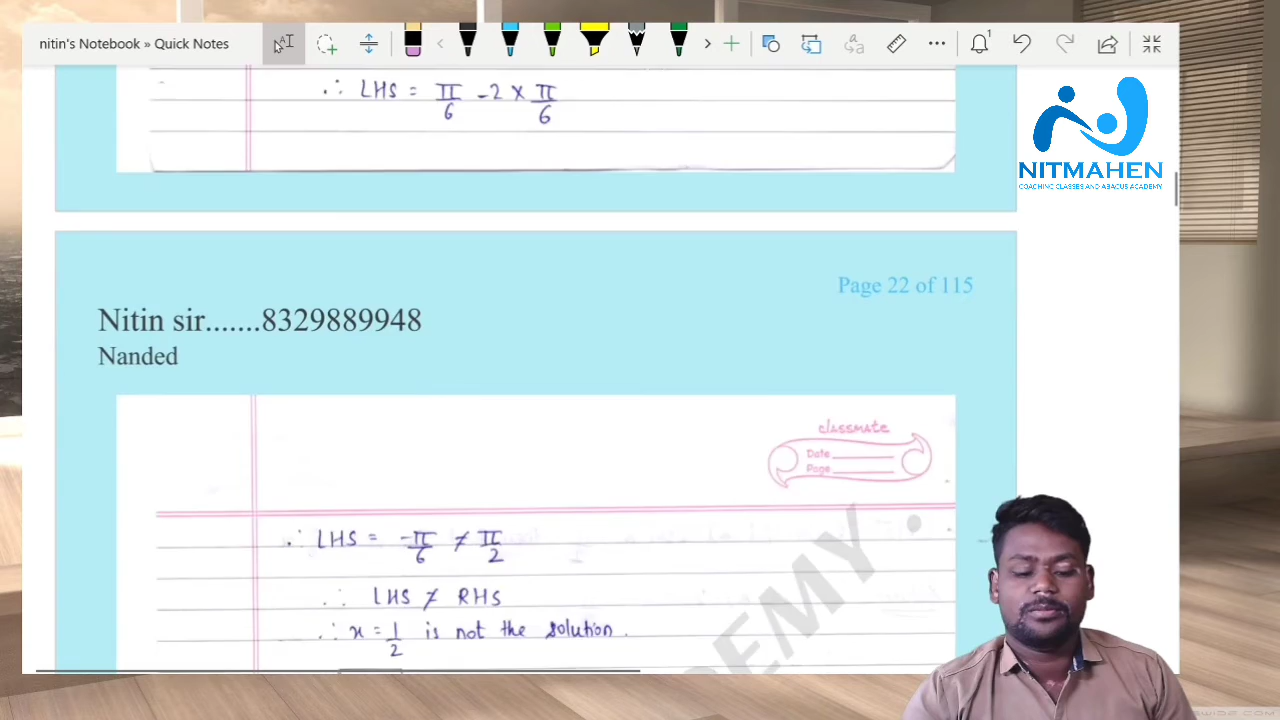 nitin's Notebook » Quick Notes
∴ LHS = π/6 - 2 × π/6
NITMAHEN
COACHING CLASSES AND ABACUS ACADEMY
Page 22 of 115
Nitin sir.......8329889948
Nanded
classmate
Date
Page
∴ LHS = -π/6 ≠ π/2
∴ LHS ≠ RHS
∴ x = 1/2 is not the solution.